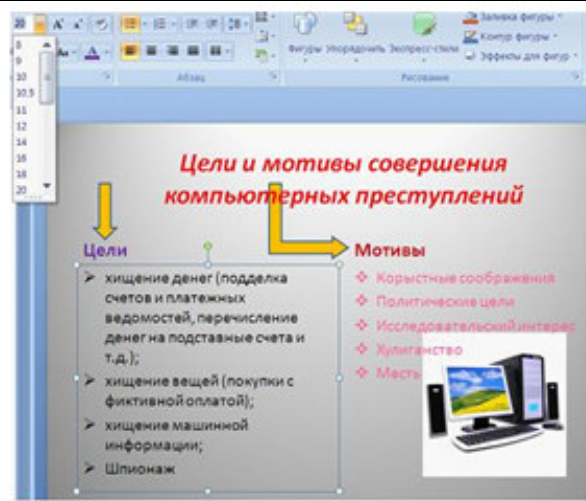 20
Заливка фигуры
Контур фигуры
Эффекты для фигур
Фигуры Упорядочить Экспресс-стили
Абзац
Рисование
8
9
10
10,5
11
12
14
16
18
20
Цели и мотивы совершения
компьютерных преступлений
Цели
➢ хищение денег (подделка
счетов и платежных
ведомостей, перечисление
денег на подставные счета и
т.д.);
➢ хищение вещей (покупки с
фиктивной оплатой);
➢ хищение машинной
информации;
➢ Шпионаж
Мотивы
❖ Корыстные соображения
❖ Политические цели
❖ Исследовательский интерес
❖ Хулиганство
❖ Месть